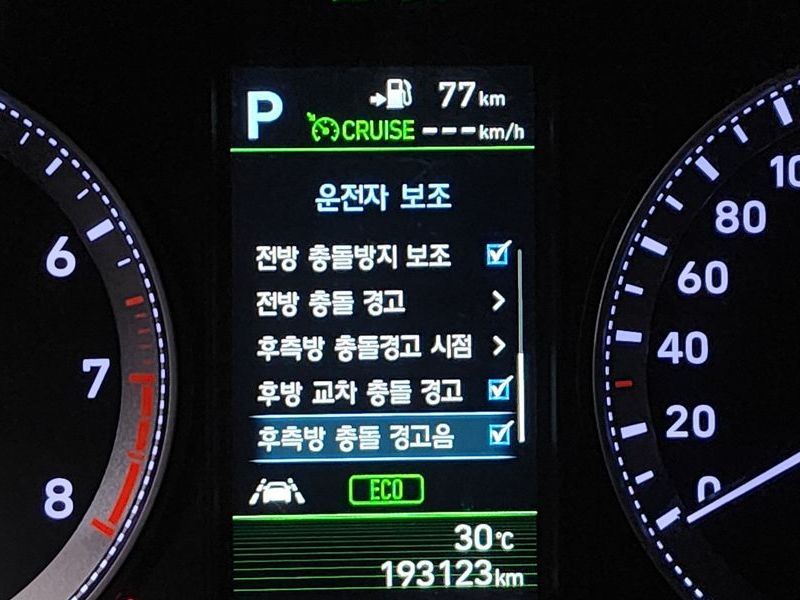 P
77 km
CRUISE ---km/h
운전자 보조
전방 충돌방지 보조
전방 충돌 경고
후측방 충돌경고 시점
후방 교차 충돌 경고
후측방 충돌 경고음
ECO
30℃
193123km
6
7
8
100
80
60
40
20
0